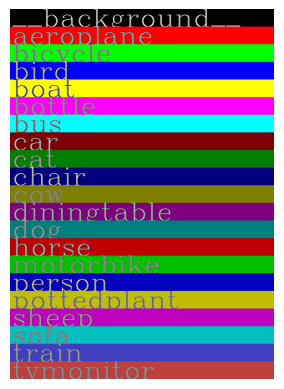 __background__
aeroplane
bicycle
bird
boat
bottle
bus
car
cat
chair
cow
diningtable
dog
horse
motorbike
person
pottedplant
sheep
sofa
train
tvmonitor